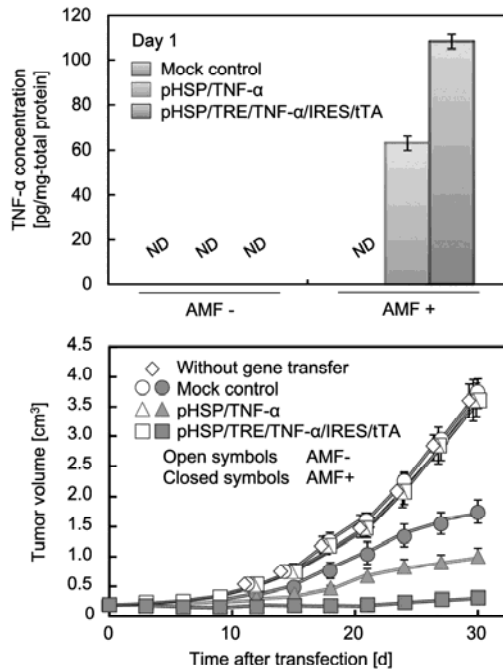 120
100
80
60
40
20
0
TNF-α concentration
[pg/mg-total protein]
Day 1
Mock control
pHSP/TNF-α
pHSP/TRE/TNF-α/IRES/tTA
ND ND ND ND
AMF - AMF +
4.5
4.0
3.5
3.0
2.5
2.0
1.5
1.0
0.5
0
Tumor volume [cm³]
Without gene transfer
Mock control
pHSP/TNF-α
pHSP/TRE/TNF-α/IRES/tTA
Open symbols AMF-
Closed symbols AMF+
0 10 20 30
Time after transfection [d]